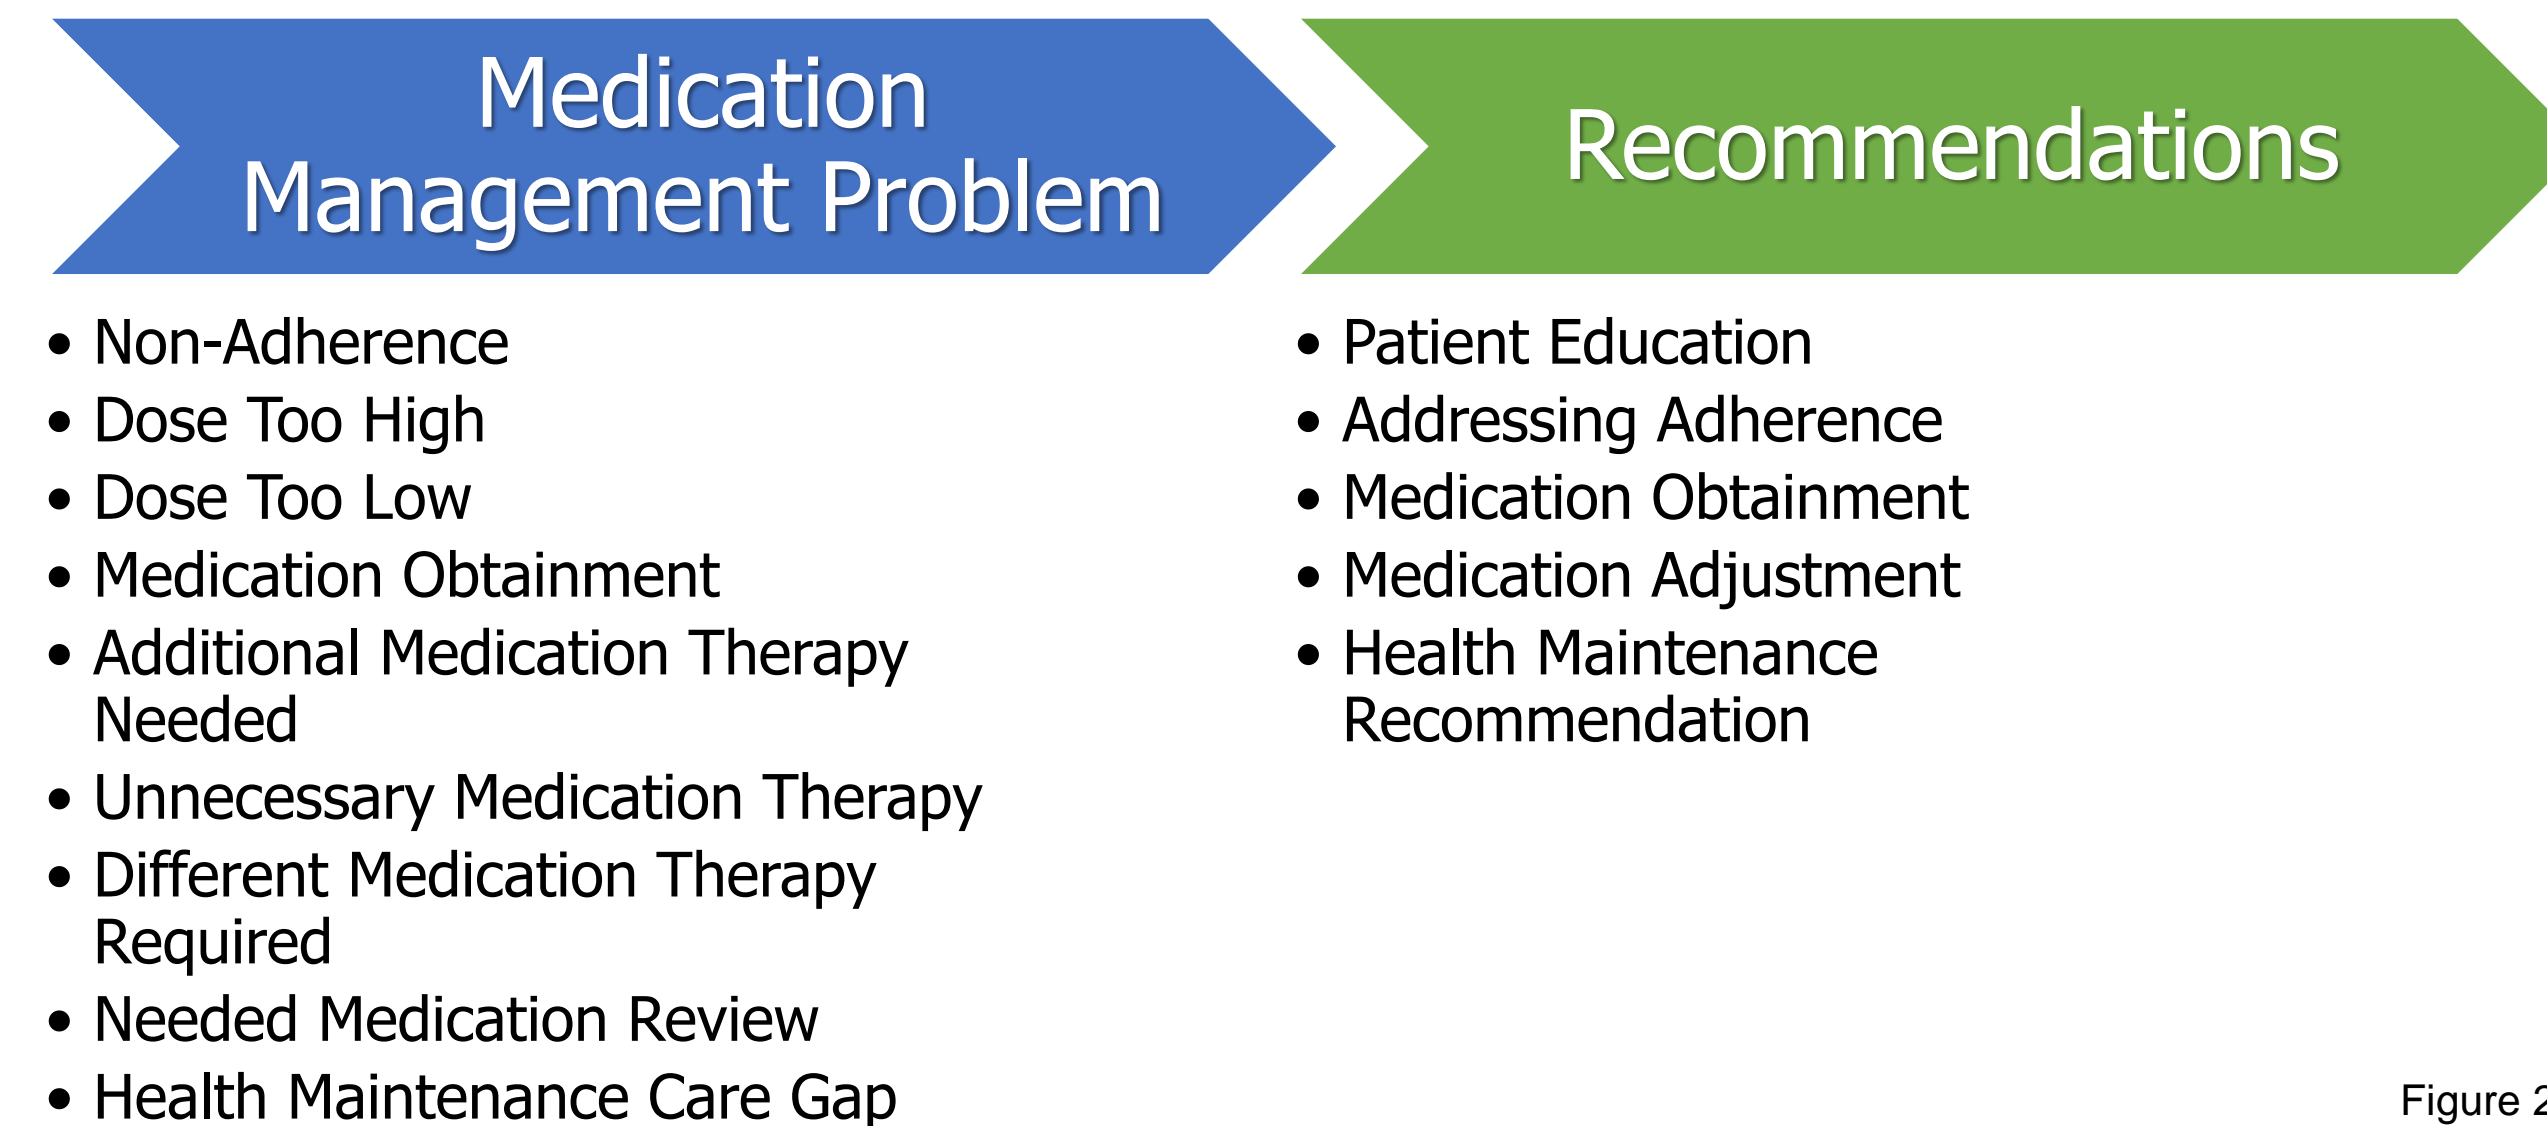 Medication
Management Problem
• Non-Adherence
• Dose Too High
• Dose Too Low
• Medication Obtainment
• Additional Medication Therapy
Needed
• Unnecessary Medication Therapy
• Different Medication Therapy
Required
• Needed Medication Review
• Health Maintenance Care Gap
Recommendations
• Patient Education
• Addressing Adherence
• Medication Obtainment
• Medication Adjustment
• Health Maintenance
Recommendation
Figure 2